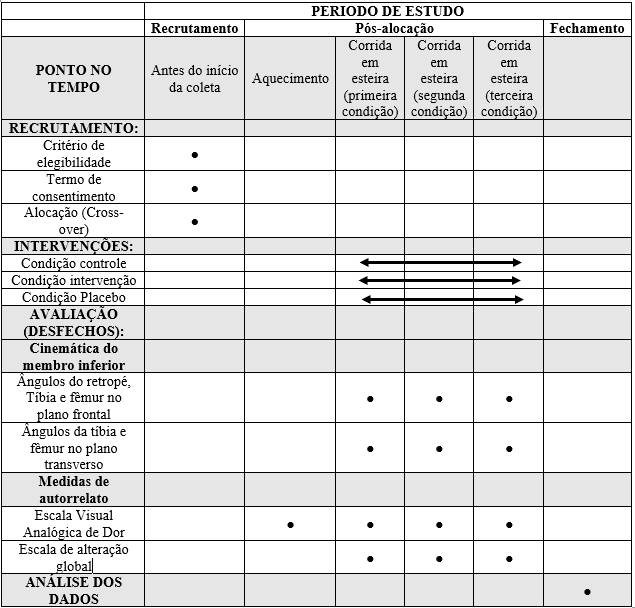 PERIODO DE ESTUDO
Recrutamento
Pós-alocação
Fechamento
PONTO NO
TEMPO
Antes do início
da coleta
Aquecimento
Corrida
em
esteira
(primeira
condição)
Corrida
em
esteira
(segunda
condição)
Corrida
em
esteira
(terceira
condição)
RECRUTAMENTO:
Critério de
elegibilidade
Termo de
consentimento
Alocação (Cross-
over)
INTERVENÇÕES:
Condição controle
Condição intervenção
Condição Placebo
AVALIAÇÃO
(DESFECHOS):
Cinemática do
membro inferior
Ângulos do retropé,
Tíbia e fêmur no
plano frontal
Ângulos da tíbia e
fêmur no plano
transverso
Medidas de
autorrelato
Escala Visual
Analógica de Dor
Escala de alteração
global
ANÁLISE DOS
DADOS